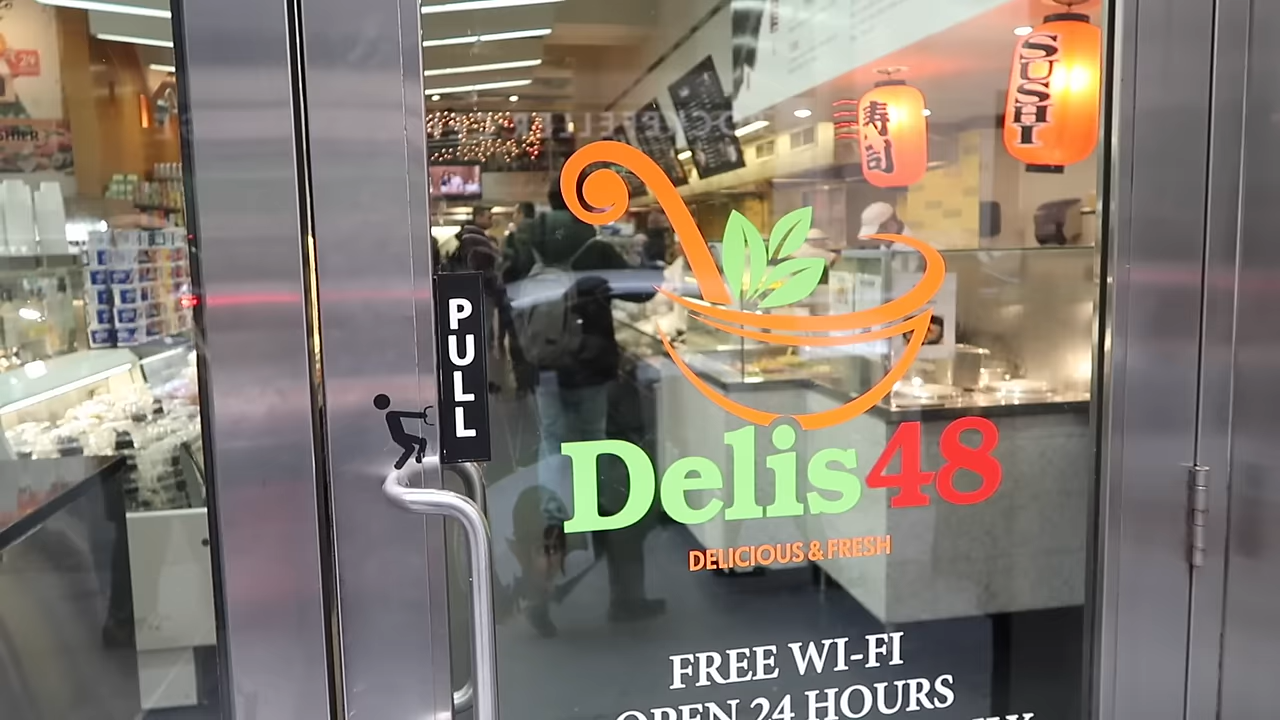 SUSHI
寿司
PULL
Delis48
DELICIOUS & FRESH
FREE WI-FI
OPEN 24 HOURS